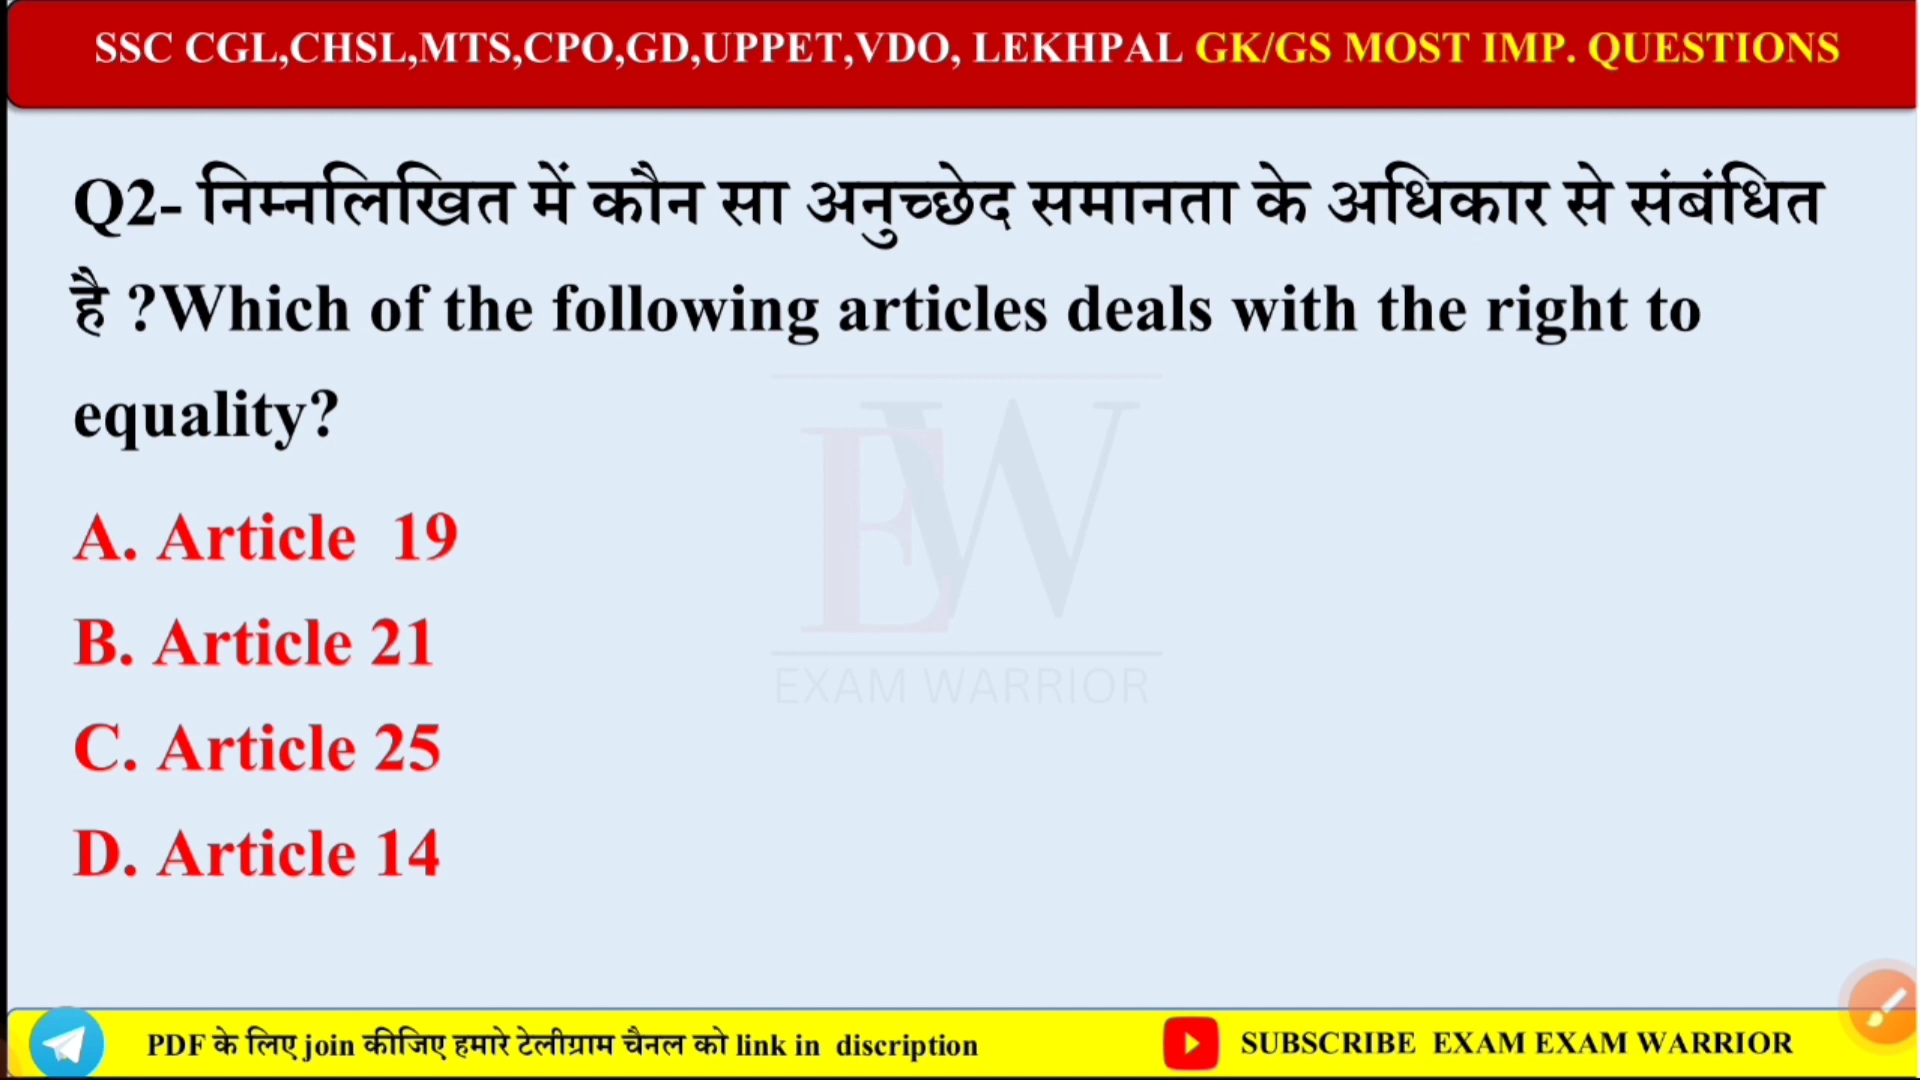 SSC CGL,CHSL,MTS,CPO,GD,UPPET,VDO, LEKHPAL GK/GS MOST IMP. QUESTIONS
Q2- निम्नलिखित में कौन सा अनुच्छेद समानता के अधिकार से संबंधित
है ?Which of the following articles deals with the right to
equality?
A. Article 19
B. Article 21
C. Article 25
D. Article 14
EW
EXAM WARRIOR
PDF के लिए join कीजिए हमारे टेलीग्राम चैनल को link in discription
SUBSCRIBE EXAM EXAM WARRIOR